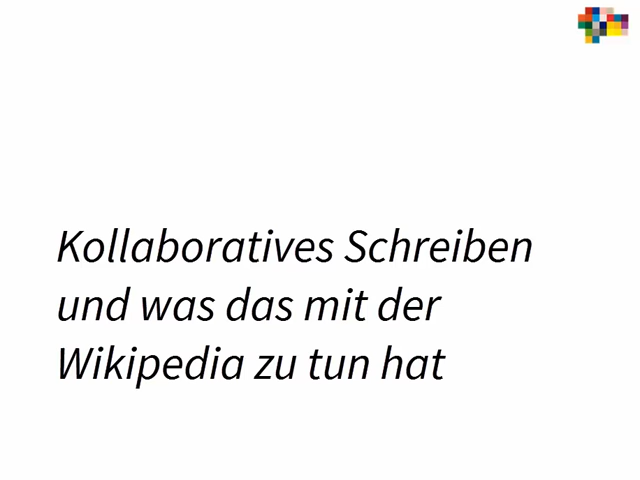 Kollaboratives Schreiben
und was das mit der
Wikipedia zu tun hat